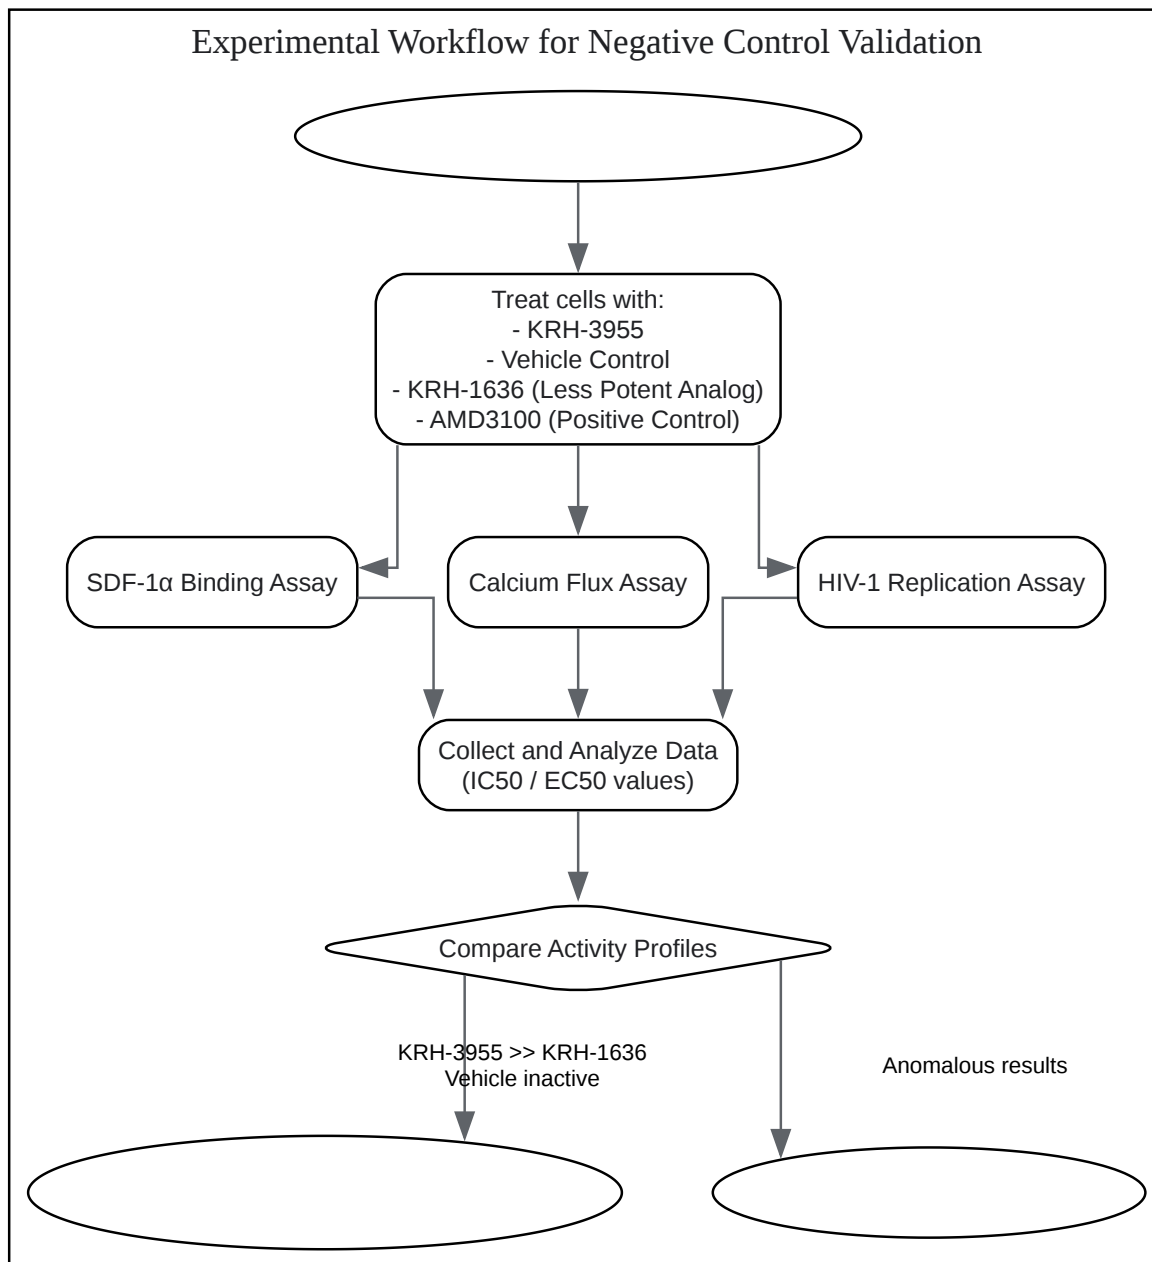 Experimental Workflow for Negative Control Validation
Treat cells with:
- KRH-3955
- Vehicle Control
- KRH-1636 (Less Potent Analog)
- AMD3100 (Positive Control)
SDF-1α Binding Assay
Calcium Flux Assay
HIV-1 Replication Assay
Collect and Analyze Data
(IC50 / EC50 values)
Compare Activity Profiles
KRH-3955 >> KRH-1636
Vehicle inactive
Anomalous results